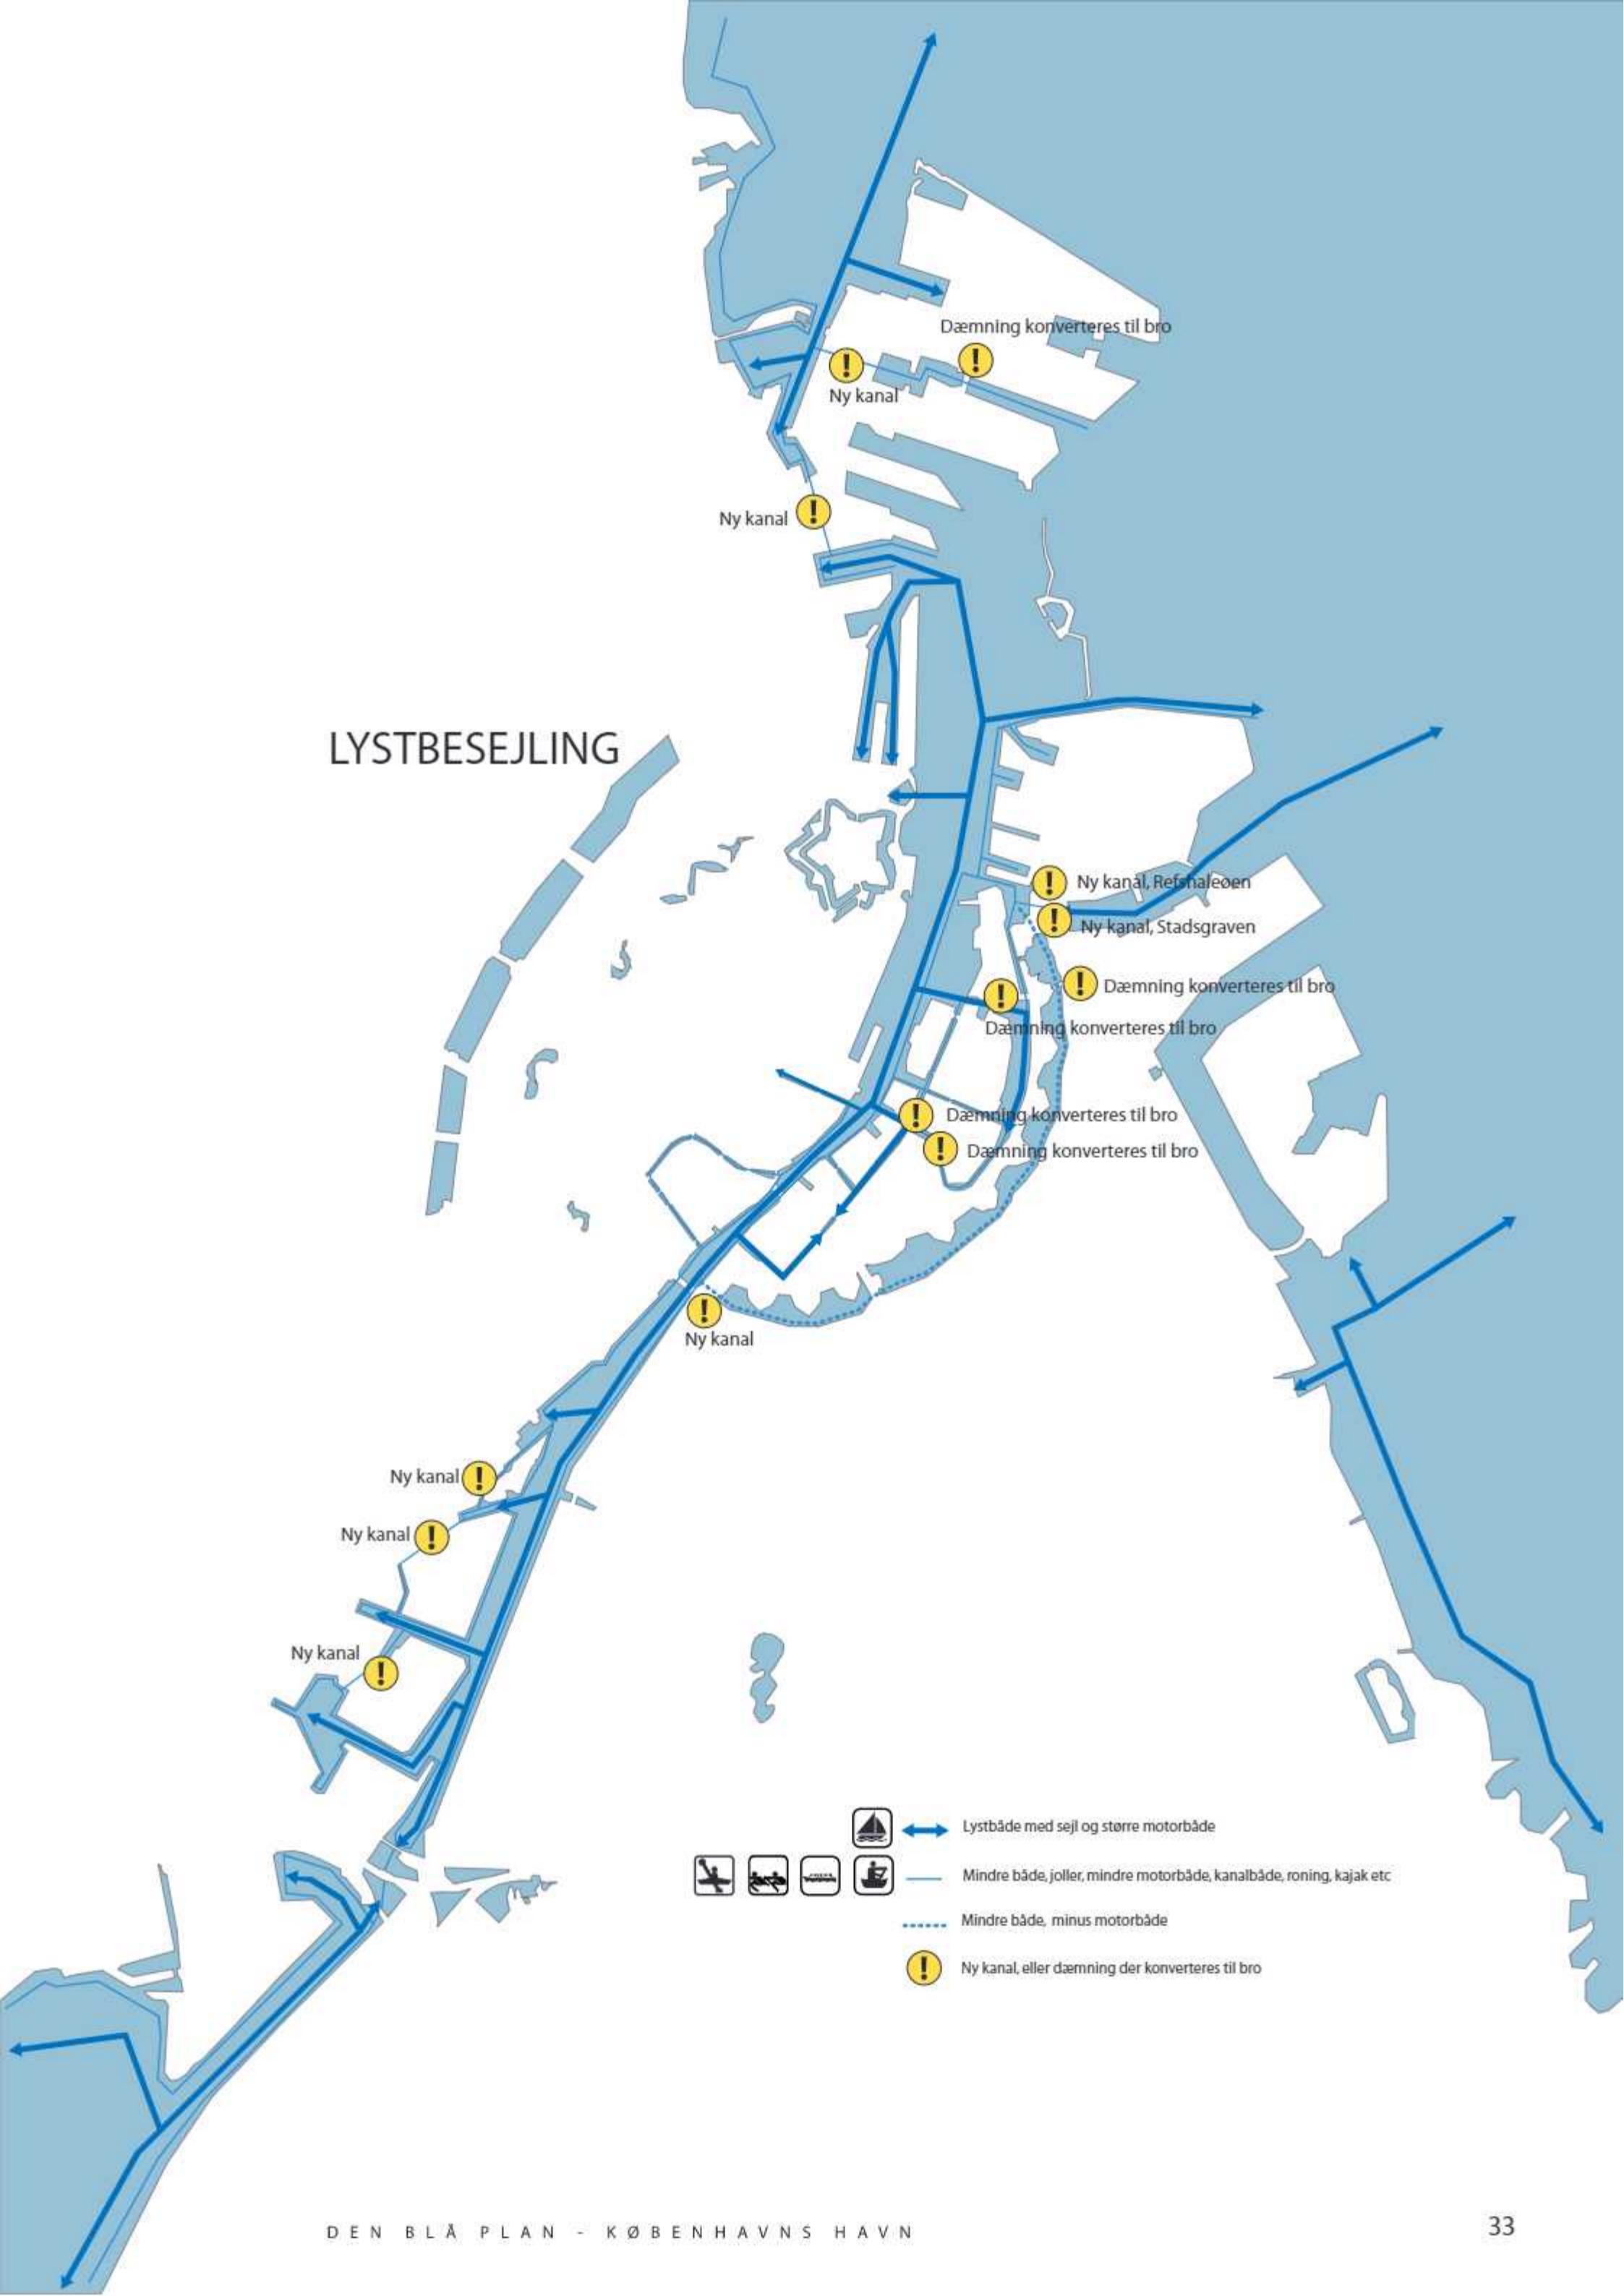 Dæmning konverteres til bro
Ny kanal
Ny kanal
LYSTBESEJLING
Ny kanal, Refshaleøen
Ny kanal, Stadsgraven
Dæmning konverteres til bro
Dæmning konverteres til bro
Dæmning konverteres til bro
Dæmning konverteres til bro
Ny kanal
Ny kanal
Ny kanal
Ny kanal
Lystbåde med sejl og større motorbåde
Mindre både, joller, mindre motorbåde, kanalbåde, roning, kajak etc
Mindre både, minus motorbåde
Ny kanal, eller dæmning der konverteres til bro
DEN BLÅ PLAN - KØBENHAVNS HAVN
33